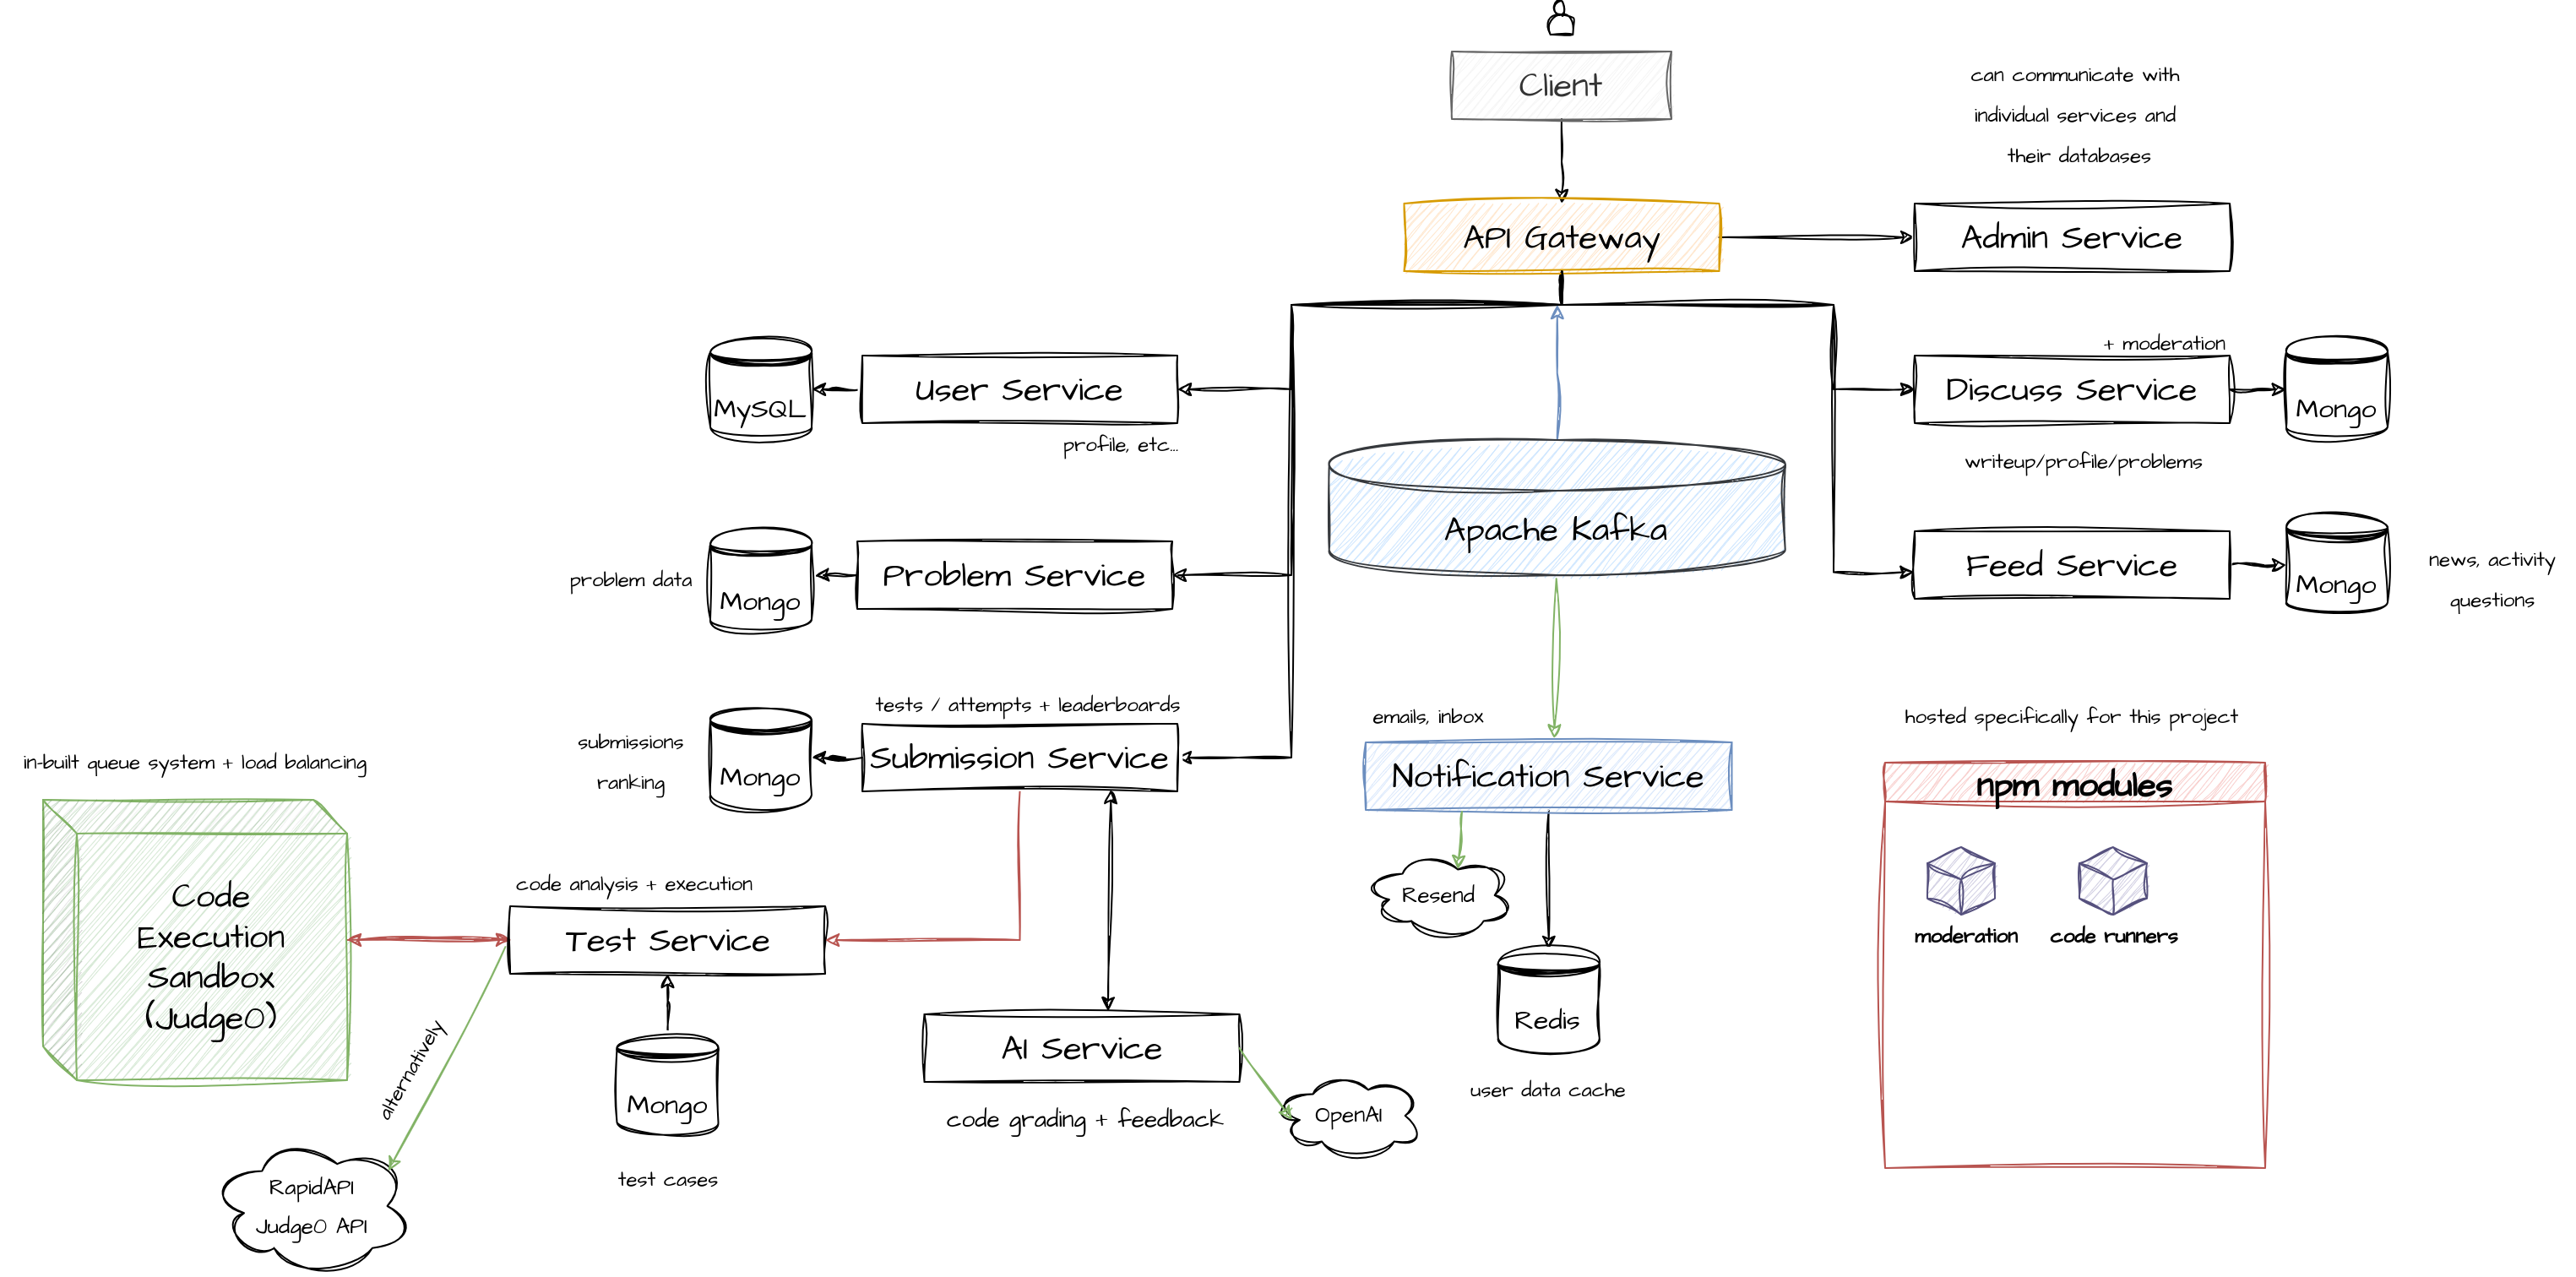 Client
can communicate with
individual services and
their databases
API Gateway
Admin Service
MySQL
User Service
profile, etc...
+ moderation
Discuss Service
Mongo
writeup/profile/problems
Apache Kafka
problem data
Mongo
Problem Service
Feed Service
Mongo
news, activity
questions
tests / attempts + leaderboards
submissions
ranking
Mongo
Submission Service
emails, inbox
Notification Service
hosted specifically for this project
npm modules
moderation
code runners
in-built queue system + load balancing
Code
Execution
Sandbox
(Judge0)
code analysis + execution
Test Service
Resend
Redis
user data cache
AI Service
code grading + feedback
OpenAI
alternatively
Mongo
test cases
RapidAPI
Judge0 API